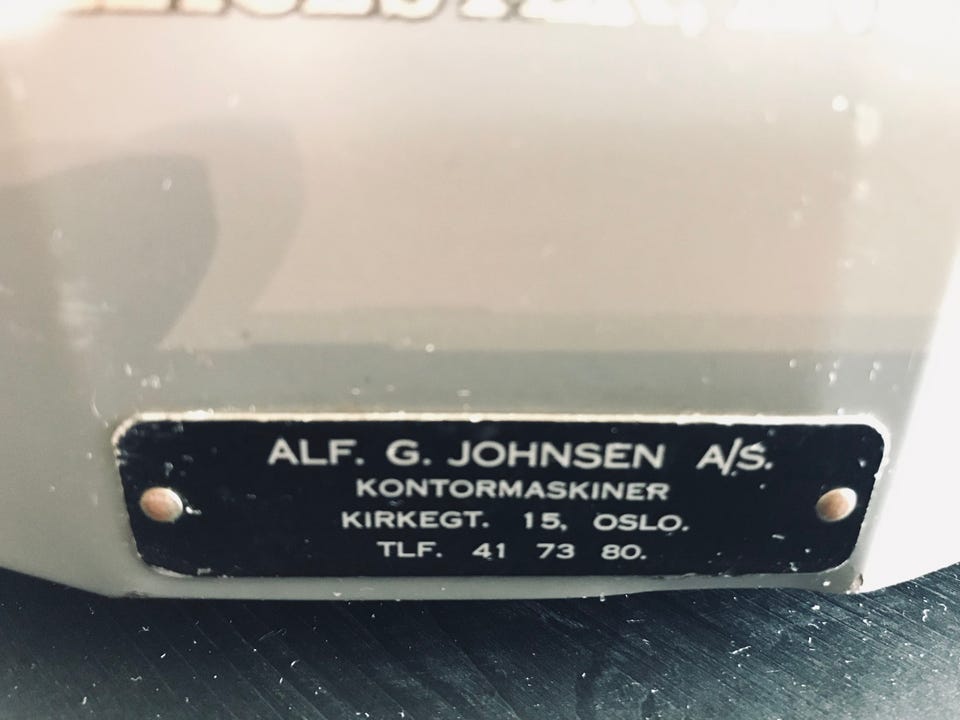 ALF. G. JOHNSEN A/S.
KONTORMASKINER
KIRKEGT. 15, OSLO.
TLF. 41 73 80.